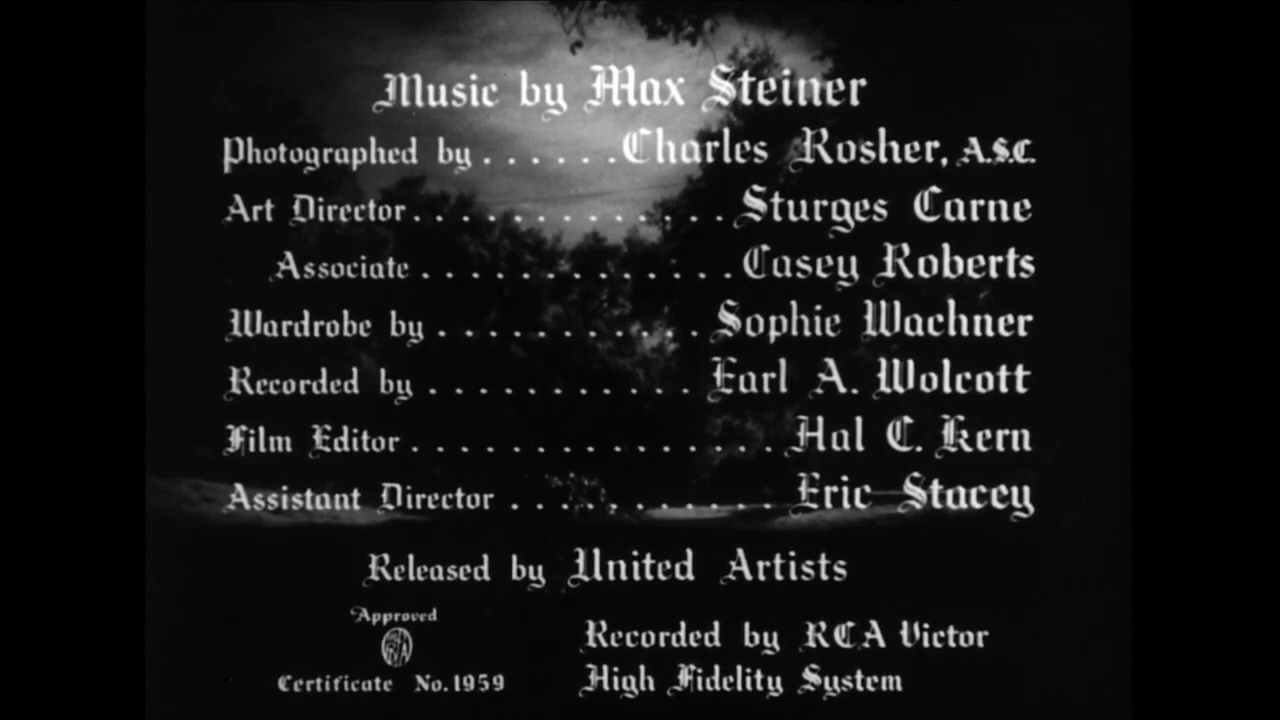 Music by Max Steiner
Photographed by......Charles Rosher, A.S.C.
Art Director.............Sturges Carne
Associate.............Casey Roberts
Wardrobe by...........Sophie Wachner
Recorded by...........Earl A. Wolcott
Film Editor...............Hal C. Kern
Assistant Director............Eric Stacey
Released by United Artists
Approved
Certificate No. 1959
Recorded by RCA Victor
High Fidelity System